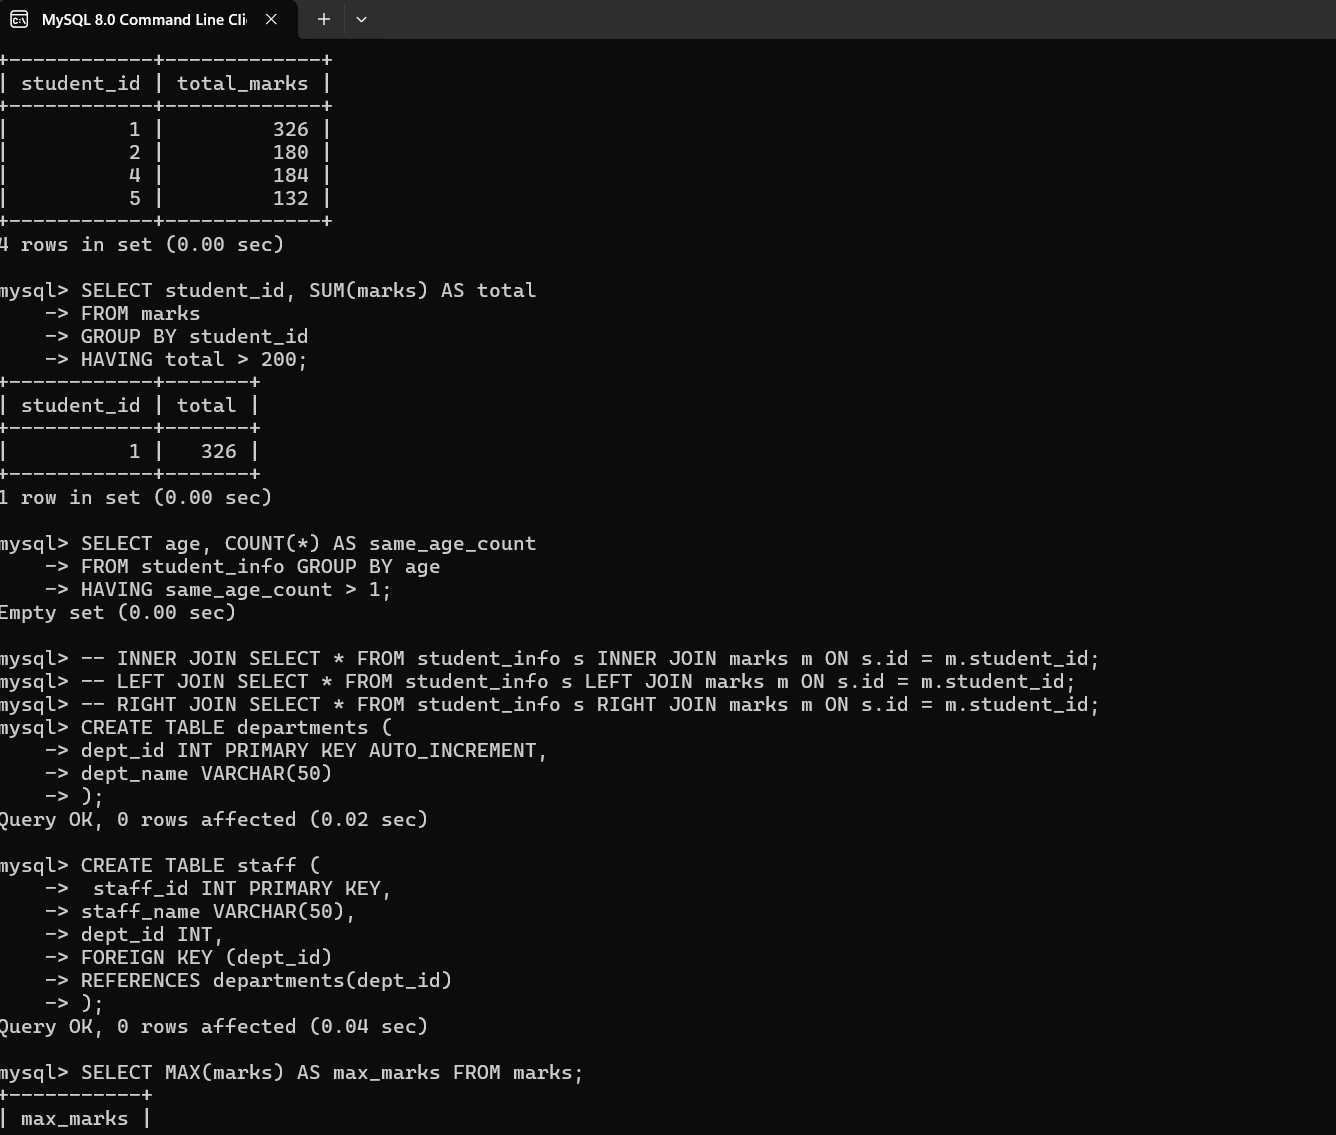 MySQL 8.0 Command Line Cli
+------------+-------------+
| student_id | total_marks |
+------------+-------------+
|          1 |         326 |
|          2 |         180 |
|          4 |         184 |
|          5 |         132 |
+------------+-------------+
4 rows in set (0.00 sec)
mysql> SELECT student_id, SUM(marks) AS total
    -> FROM marks
    -> GROUP BY student_id
    -> HAVING total > 200;
+------------+-------+
| student_id | total |
+------------+-------+
|          1 |   326 |
+------------+-------+
1 row in set (0.00 sec)
mysql> SELECT age, COUNT(*) AS same_age_count
    -> FROM student_info GROUP BY age
    -> HAVING same_age_count > 1;
Empty set (0.00 sec)
mysql> -- INNER JOIN SELECT * FROM student_info s INNER JOIN marks m ON s.id = m.student_id;
mysql> -- LEFT JOIN SELECT * FROM student_info s LEFT JOIN marks m ON s.id = m.student_id;
mysql> -- RIGHT JOIN SELECT * FROM student_info s RIGHT JOIN marks m ON s.id = m.student_id;
mysql> CREATE TABLE departments (
    -> dept_id INT PRIMARY KEY AUTO_INCREMENT,
    -> dept_name VARCHAR(50)
    -> );
Query OK, 0 rows affected (0.02 sec)
mysql> CREATE TABLE staff (
    ->  staff_id INT PRIMARY KEY,
    -> staff_name VARCHAR(50),
    -> dept_id INT,
    -> FOREIGN KEY (dept_id)
    -> REFERENCES departments(dept_id)
    -> );
Query OK, 0 rows affected (0.04 sec)
mysql> SELECT MAX(marks) AS max_marks FROM marks;
+-----------+
| max_marks |